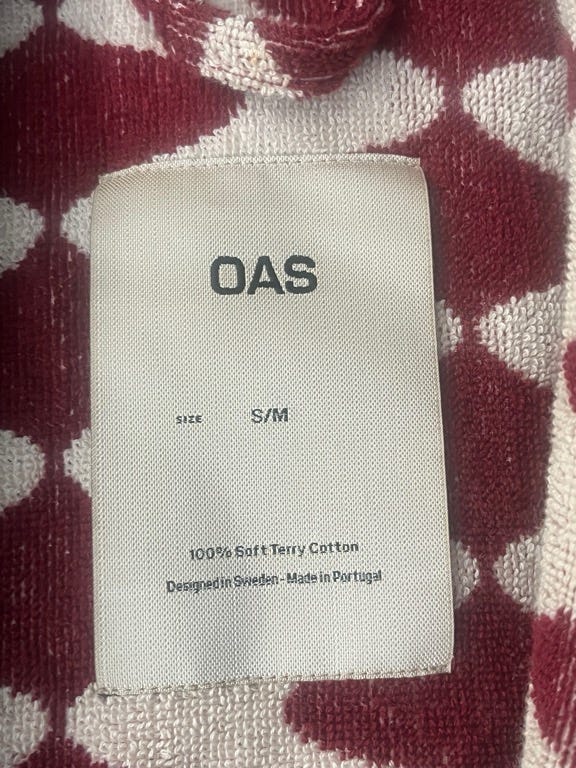 OAS
SIZE S/M
100% Soft Terry Cotton
Designed in Sweden - Made in Portugal